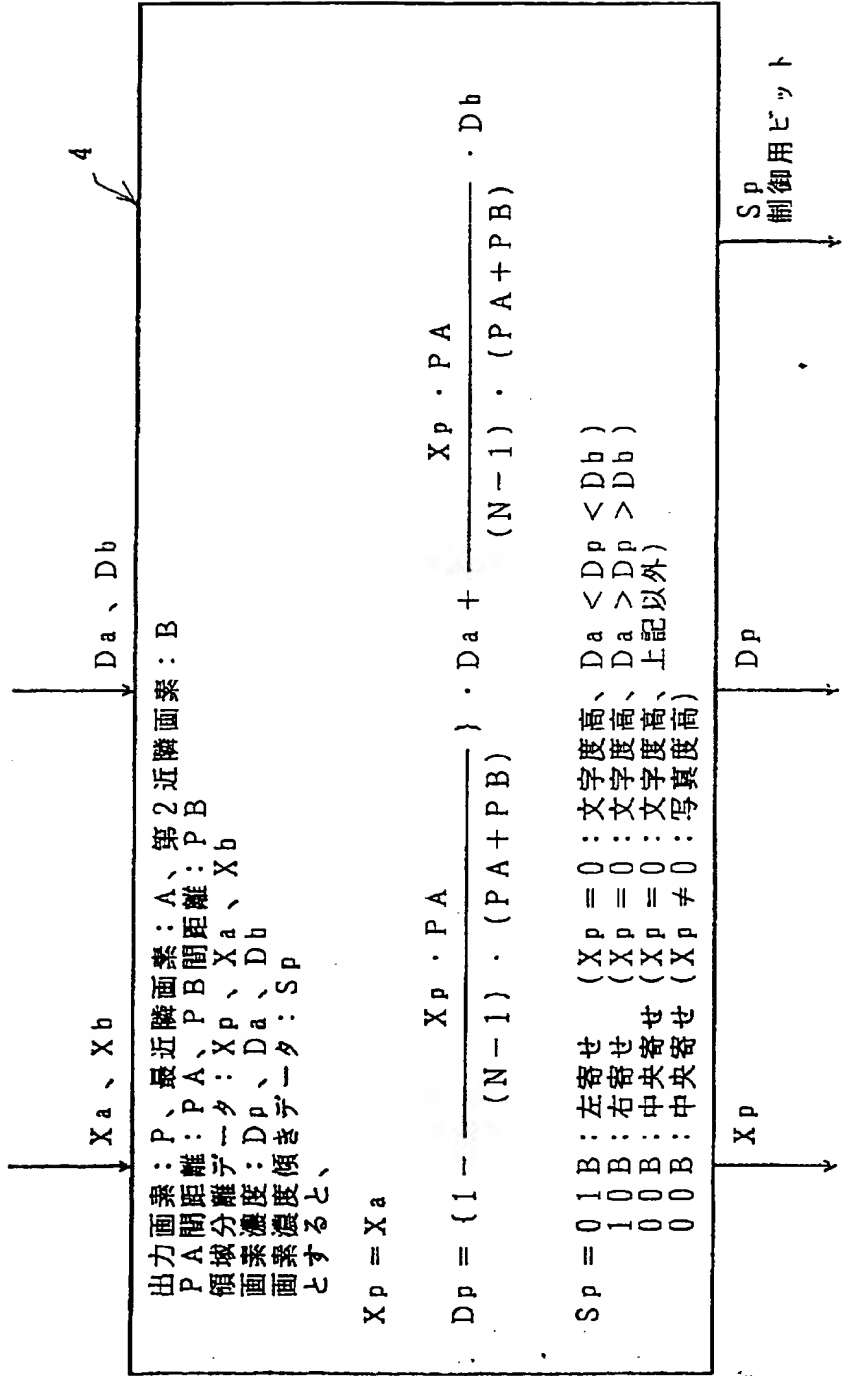 4
Xa、Xb
Da、Db
出力画素：P、最近隣画素：A、第2近隣画素：B
PA間距離：PA、PB間距離：PB
領域分離データ：Xp、Xa、Xb
画素濃度：Dp、Da、Db
画素濃度傾きデータ：Sp
とすると、
Xp＝Xa
Xp・PA
Xp・PA
Dp＝{1－
}・Da＋
・Db
(N－1)・(PA＋PB)
(N－1)・(PA＋PB)
Sp＝01B：左寄せ (Xp＝0：文字度高、Da＜Dp＜Db)
10B：右寄せ (Xp＝0：文字度高、Da＞Dp＞Db)
00B：中央寄せ (Xp＝0：文字度高、上記以外)
00B：中央寄せ (Xp≠0：写真度高)
Xp
Dp
Sp
制御用ビット